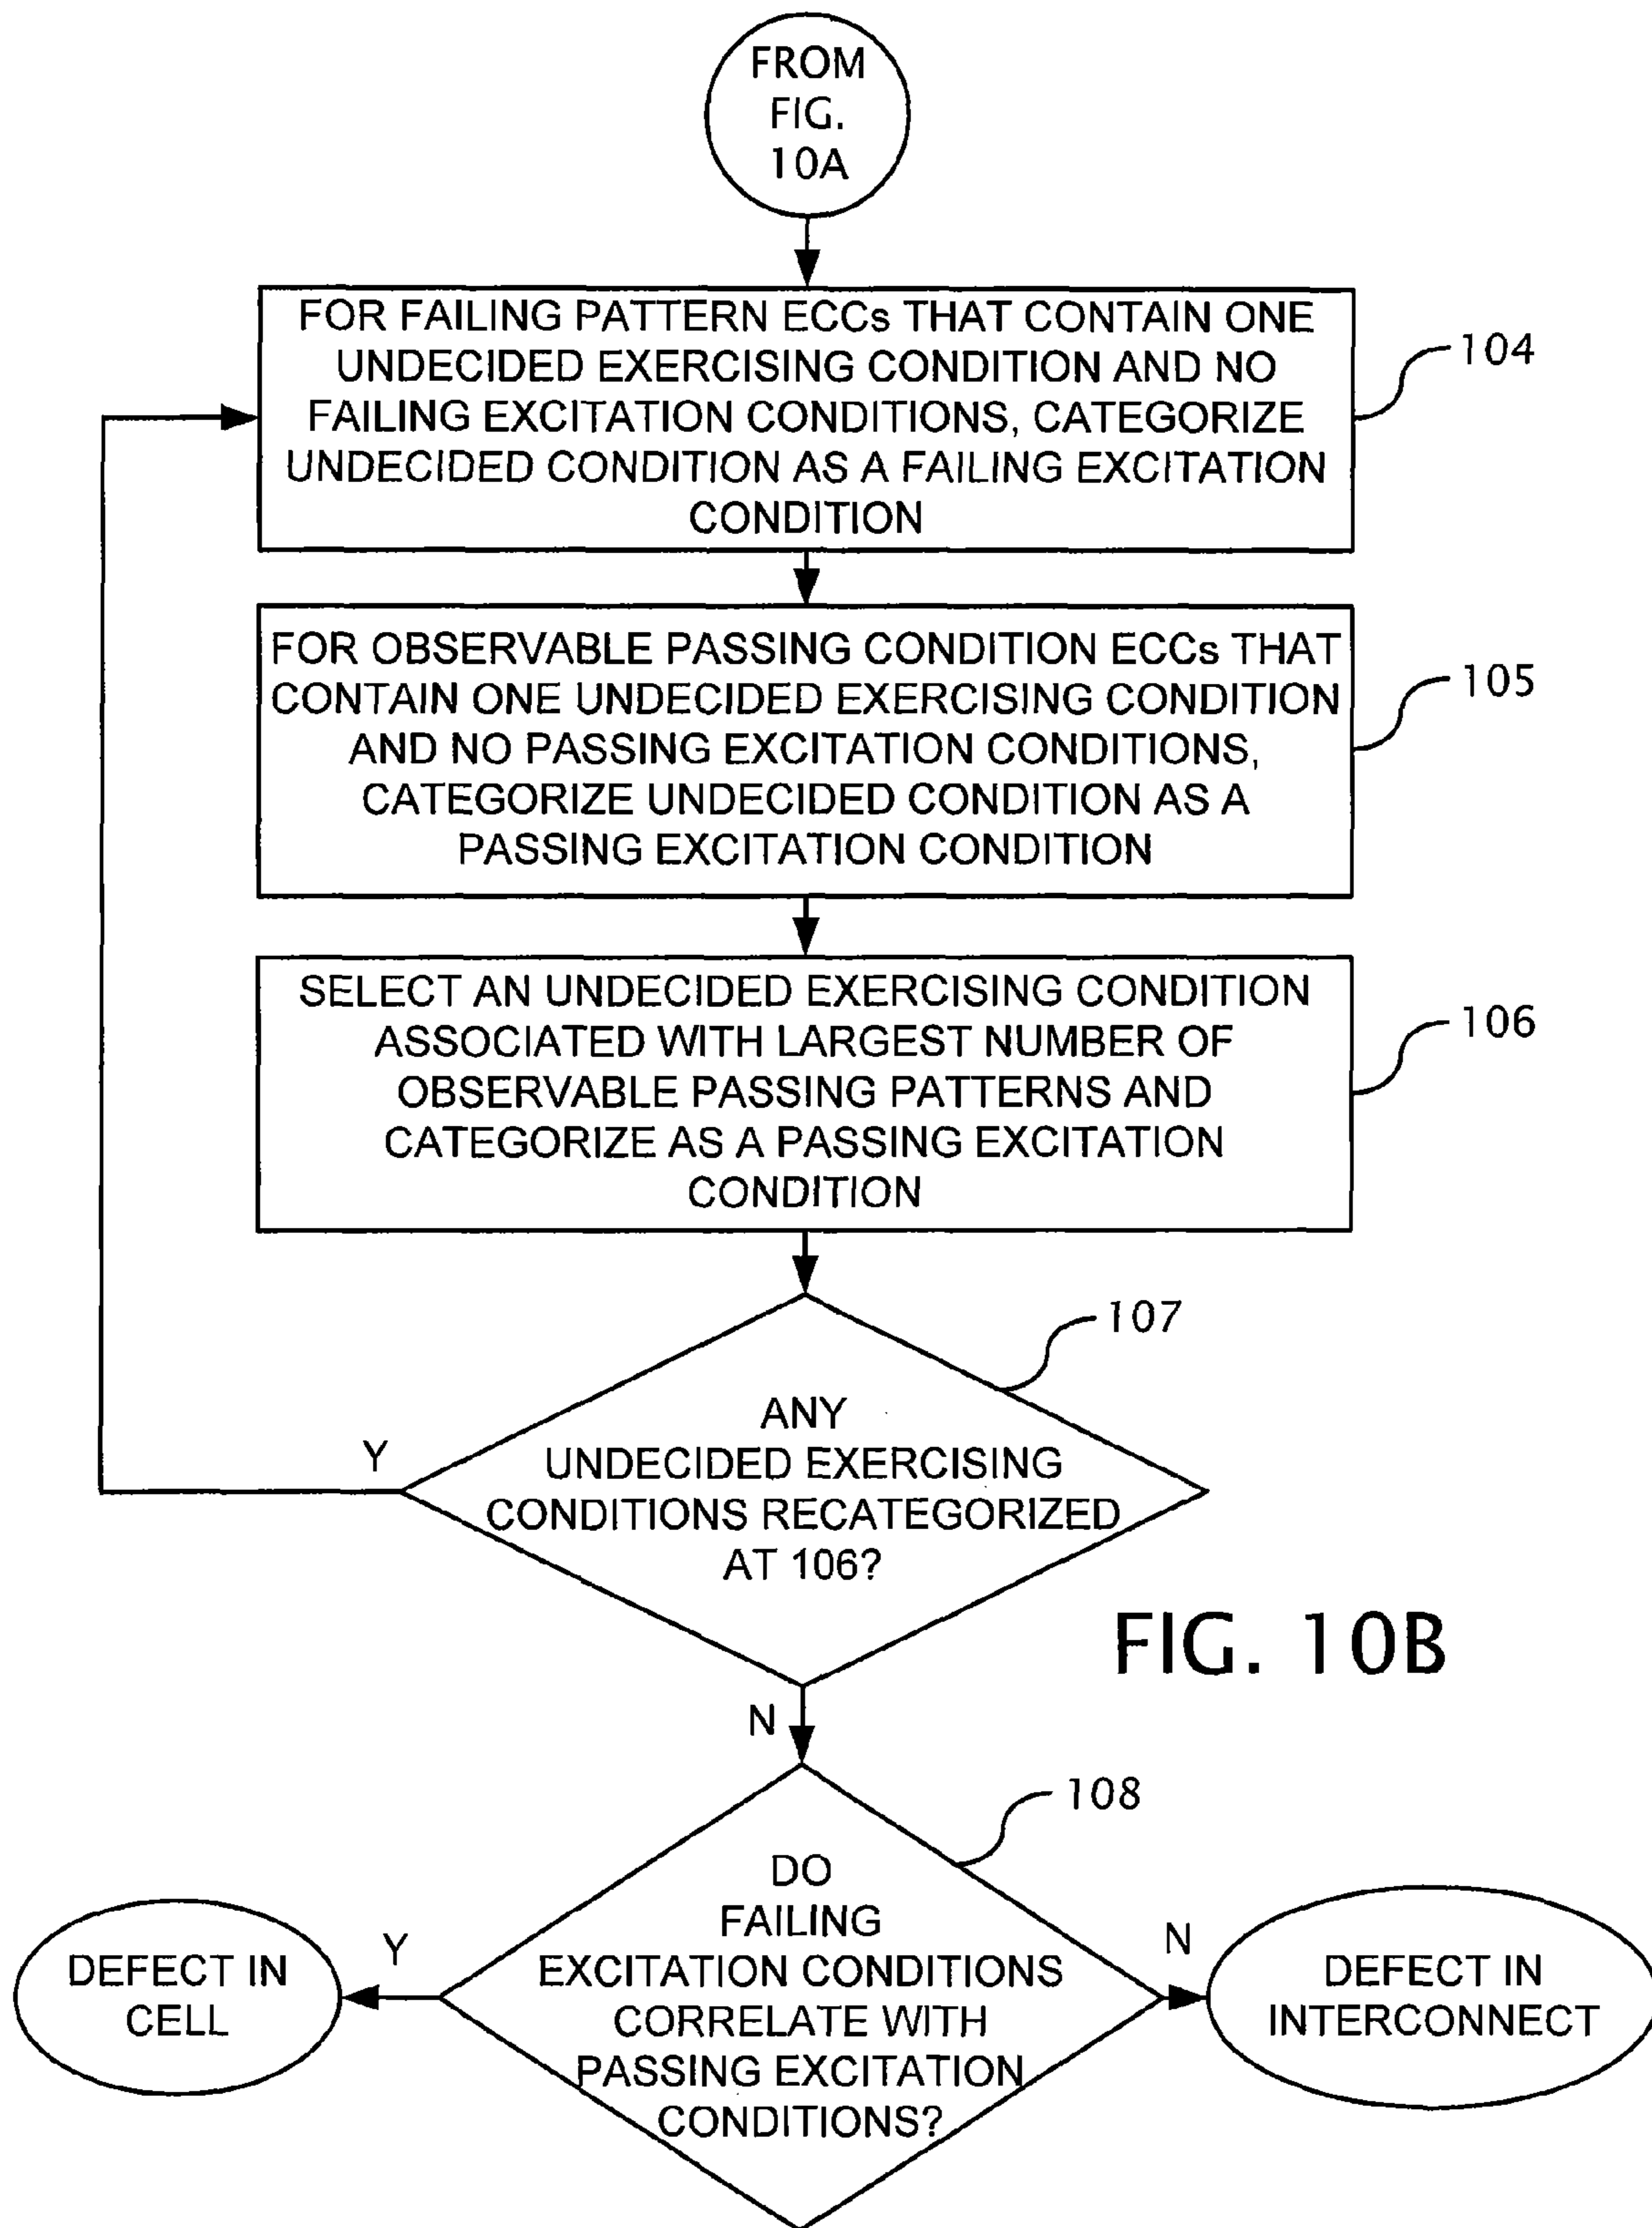 FROM
FIG.
10A
FOR FAILING PATTERN ECCs THAT CONTAIN ONE
UNDECIDED EXERCISING CONDITION AND NO
FAILING EXCITATION CONDITIONS, CATEGORIZE
UNDECIDED CONDITION AS A FAILING EXCITATION
CONDITION
104
FOR OBSERVABLE PASSING CONDITION ECCs THAT
CONTAIN ONE UNDECIDED EXERCISING CONDITION
AND NO PASSING EXCITATION CONDITIONS,
CATEGORIZE UNDECIDED CONDITION AS A
PASSING EXCITATION CONDITION
105
SELECT AN UNDECIDED EXERCISING CONDITION
ASSOCIATED WITH LARGEST NUMBER OF
OBSERVABLE PASSING PATTERNS AND
CATEGORIZE AS A PASSING EXCITATION
CONDITION
106
107
ANY
UNDECIDED EXERCISING
CONDITIONS RECATEGORIZED
AT 106?
Y
FIG. 10B
N
108
DO
FAILING
EXCITATION CONDITIONS
CORRELATE WITH
PASSING EXCITATION
CONDITIONS?
Y
DEFECT IN
CELL
N
DEFECT IN
INTERCONNECT